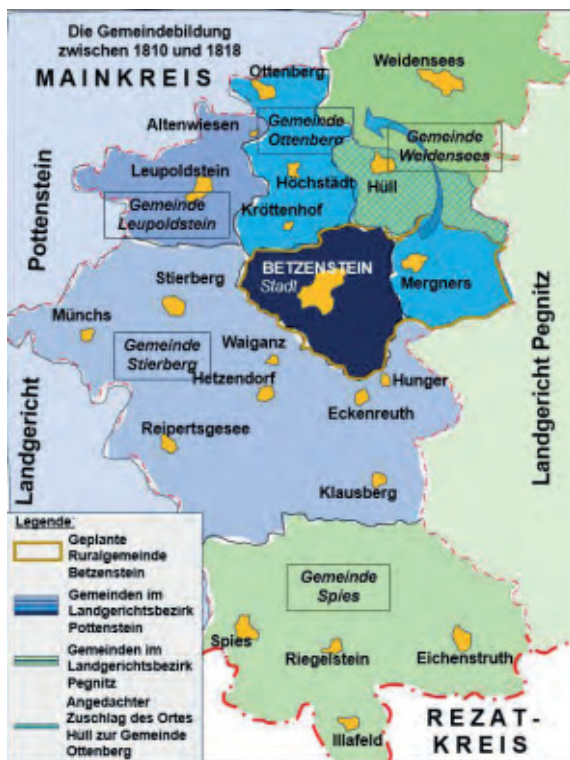 Die Gemeindebildung
zwischen 1810 und 1818
MAINKREIS
Ottenberg
Weidensees
Altenwiesen
Gemeinde
Ottenberg
Gemeinde
Weidensees
Leupoldstein
Höchstädt
Hüll
Gemeinde
Leupoldstein
Kröttenhof
Pottenstein
BETZENSTEIN
Stadt
Mergners
Stierberg
Münchs
Gemeinde
Stierberg
Waiganz
Hetzendorf
Hunger
Eckenreuth
Landgericht Pegnitz
Reipertsgesee
Landgericht
Klausberg
Legende:
Geplante
Ruralgemeinde
Betzenstein
Gemeinden im
Landgerichtsbezirk
Pottenstein
Gemeinden im
Landgerichtsbezirk
Pegnitz
Angedachter
Zuschlag des Ortes
Hüll zur Gemeinde
Ottenberg
Gemeinde
Spies
Spies
Riegelstein
Eichenstruth
Illafeld
REZAT-
KREIS